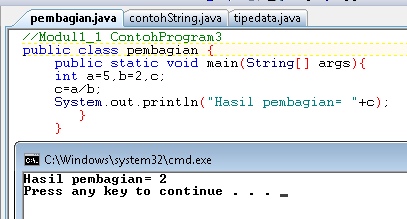 pembagian.java contohString.java tipedata.java
//Modul1_1 ContohProgram3
public class pembagian {
    public static void main(String[] args){
    int a=5,b=2,c;
    c=a/b;
    System.out.println("Hasil pembagian= "+c);
        }
    }
C:\Windows\system32\cmd.exe
Hasil pembagian= 2
Press any key to continue . . . _